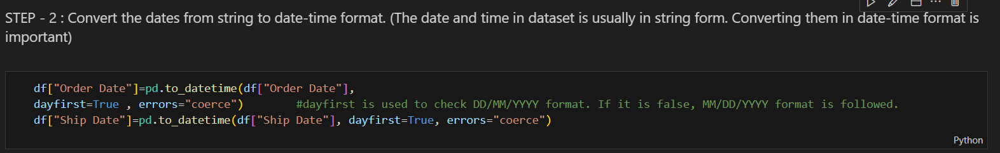 STEP - 2 : Convert the dates from string to date-time format. (The date and time in dataset is usually in string form. Converting them in date-time format is
important)
df["Order Date"]=pd.to_datetime(df["Order Date"],
dayfirst=True , errors="coerce")        #dayfirst is used to check DD/MM/YYYY format. If it is false, MM/DD/YYYY format is followed.
df["Ship Date"]=pd.to_datetime(df["Ship Date"], dayfirst=True, errors="coerce")
Python